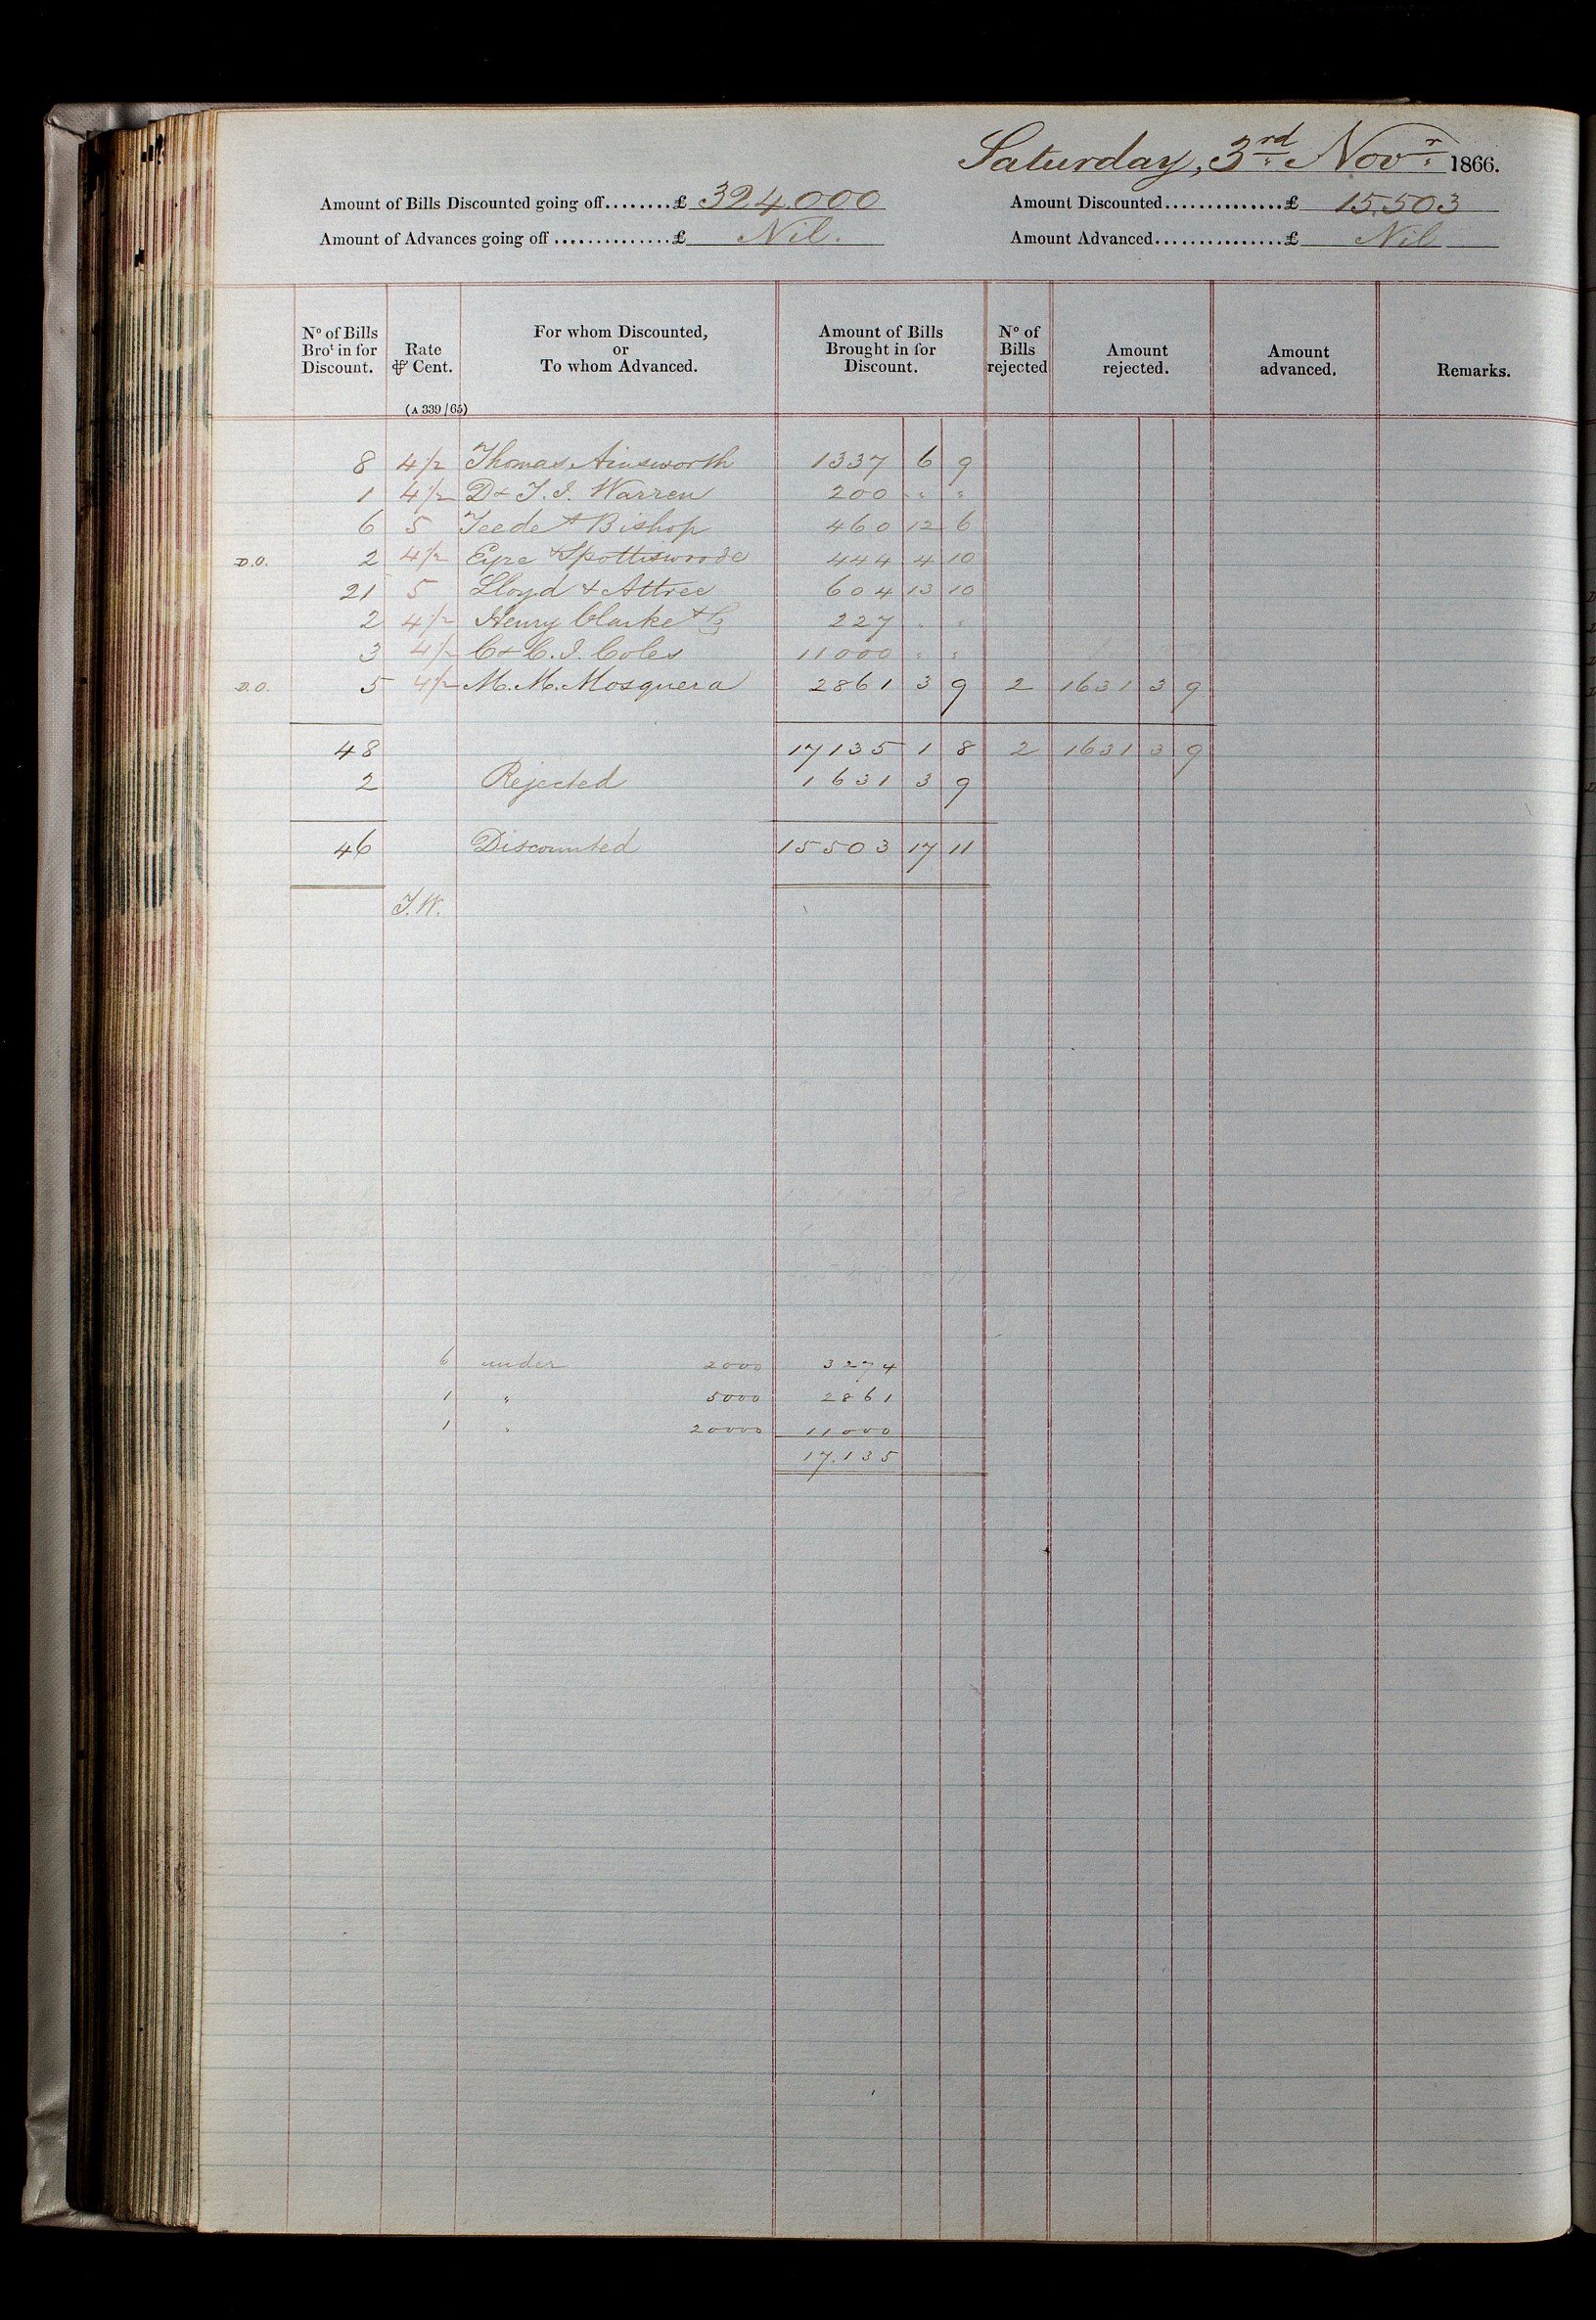 Saturday, 3rd Novr 1866.
Amount of Bills Discounted going off........£ 324.000 Amount Discounted..............£ 15.503
Amount of Advances going off ..............£ Nil. Amount Advanced...............£ Nil
No of Bills Brot in for Discount. Rate ⅌ Cent. (A 339/65) For whom Discounted, or To whom Advanced. Amount of Bills Brought in for Discount. No of Bills rejected Amount rejected. Amount advanced. Remarks.
8 4½ Thomas Ainsworth 1337 6 9
1 4½ D & T. I. Warren 200 " "
6 5 Teede & Bishop 460 12 6
D.O. 2 4½ Eyre & Spottiswoode 444 4 10
21 5 Lloyd & Attree 604 13 10
2 4½ Henry Clarke & Co 227 " "
3 4½ C & C. I. Coles 11000 " "
D.O. 5 4½ M. M. Mosquera 2861 3 9 2 1631 3 9
48 17135 1 8 2 1631 3 9
2 Rejected 1631 3 9
46 Discounted 15503 17 11
T.W.
6 under 2000 3274
1 " 5000 2861
1 " 20000 11000
17.135